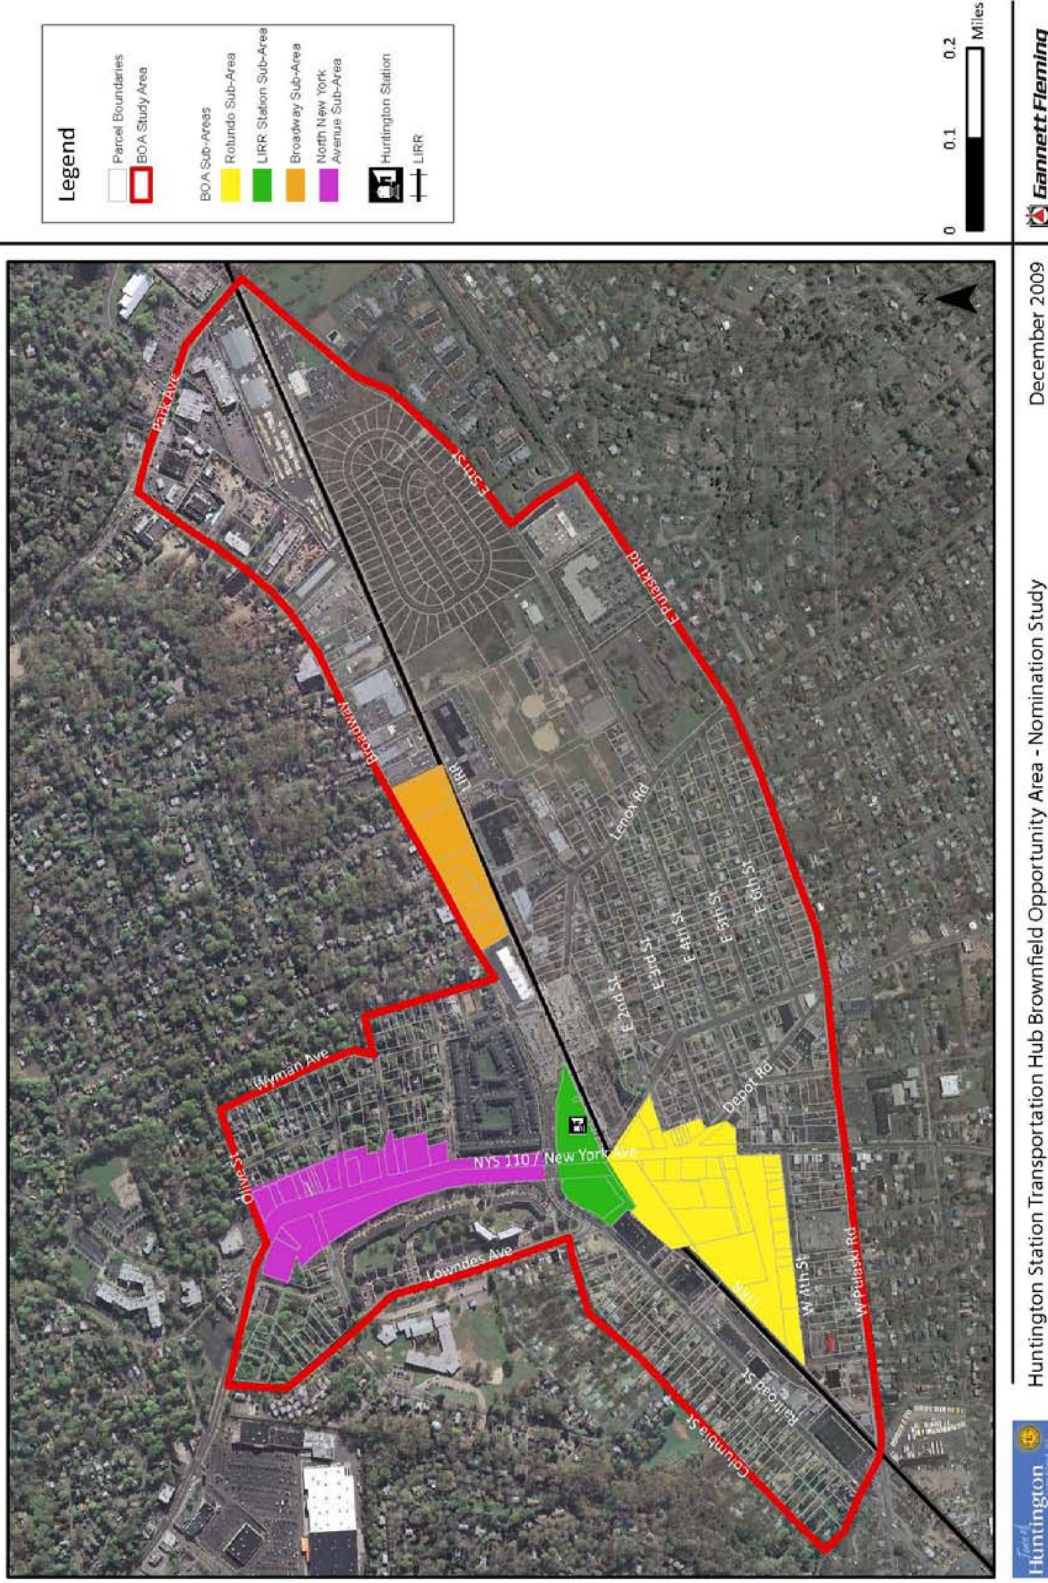 Legend
Parcel Boundaries
BOA Study Area
BOA Sub-Areas
Rotundo Sub-Area
LIRR Station Sub-Area
Broadway Sub-Area
North New York
Avenue Sub-Area
Huntington Station
LIRR
0
0.1
0.2
Miles
Gannett Fleming
Park Ave
E 5th St
E Pulaski Rd
Broadway
LIRR
Lenox Rd
Wyman Ave
E 2nd St
E 3rd St
E 4th St
E 5th St
E 6th St
Depot Rd
Olive St
NYS 110 / New York Ave
Lowndes Ave
LIRR
W 4th St
W Pulaski Rd
Railroad St
Columbia St
N
Town of
Huntington
Huntington Station Transportation Hub Brownfield Opportunity Area - Nomination Study
December 2009